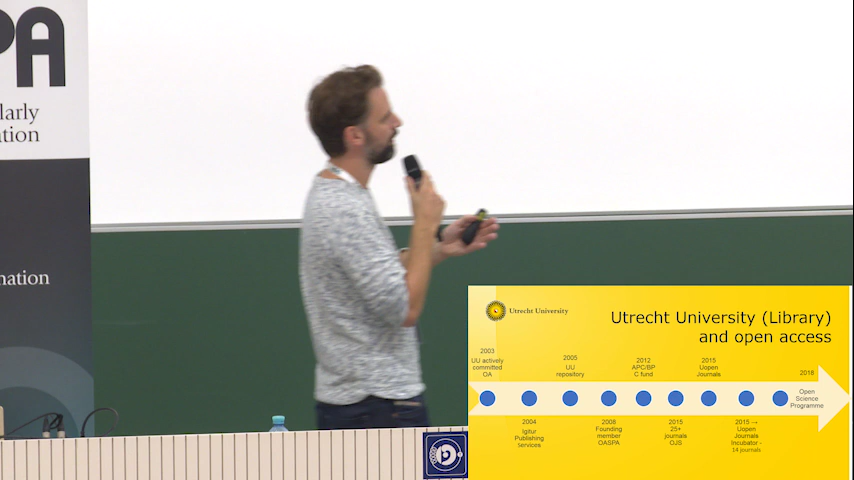 PA
larly
tion
nation
Utrecht University
Utrecht University (Library)
and open access
2003
UU actively
committed
OA
2005
UU
repository
2012
APC/BP
C fund
2015
Uopen
Journals
2018
Open
Science
Programme
2004
Igitur
Publishing
Services
2008
Founding
member
OASPA
2015
25+
journals
OJS
2015 →
Uopen
Journals
Incubator -
14 journals